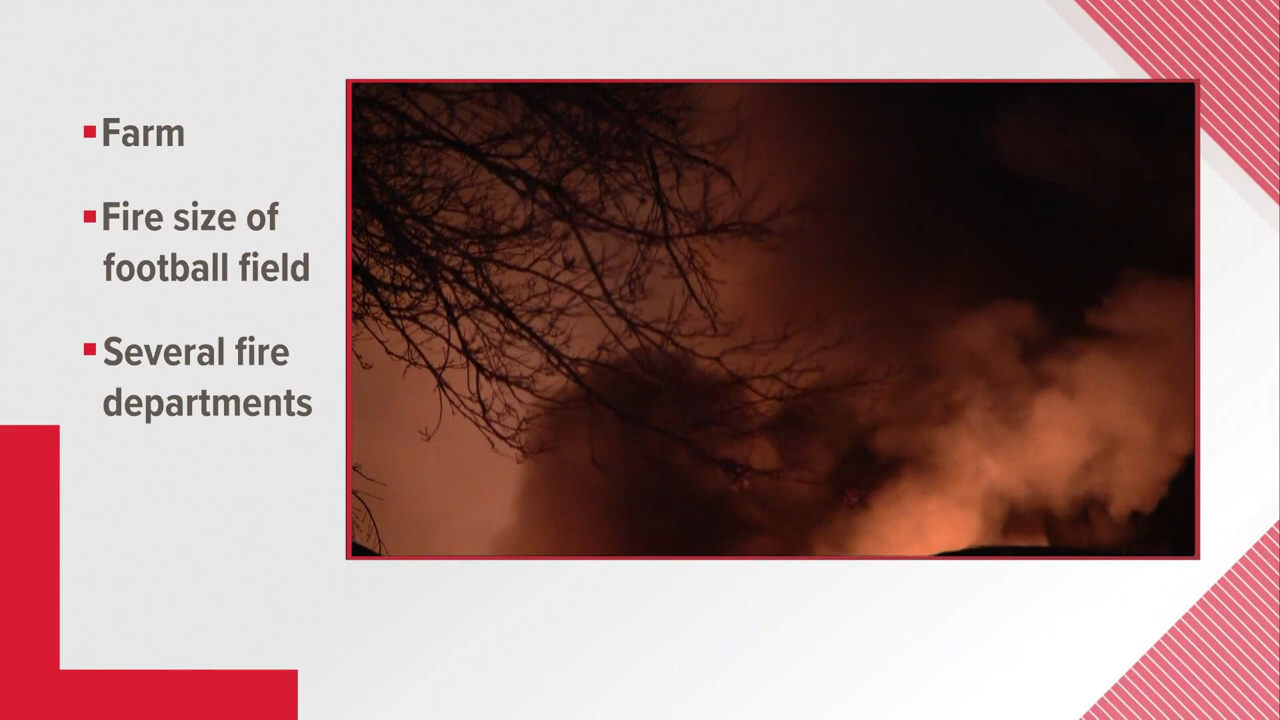 Farm
Fire size of
football field
Several fire
departments